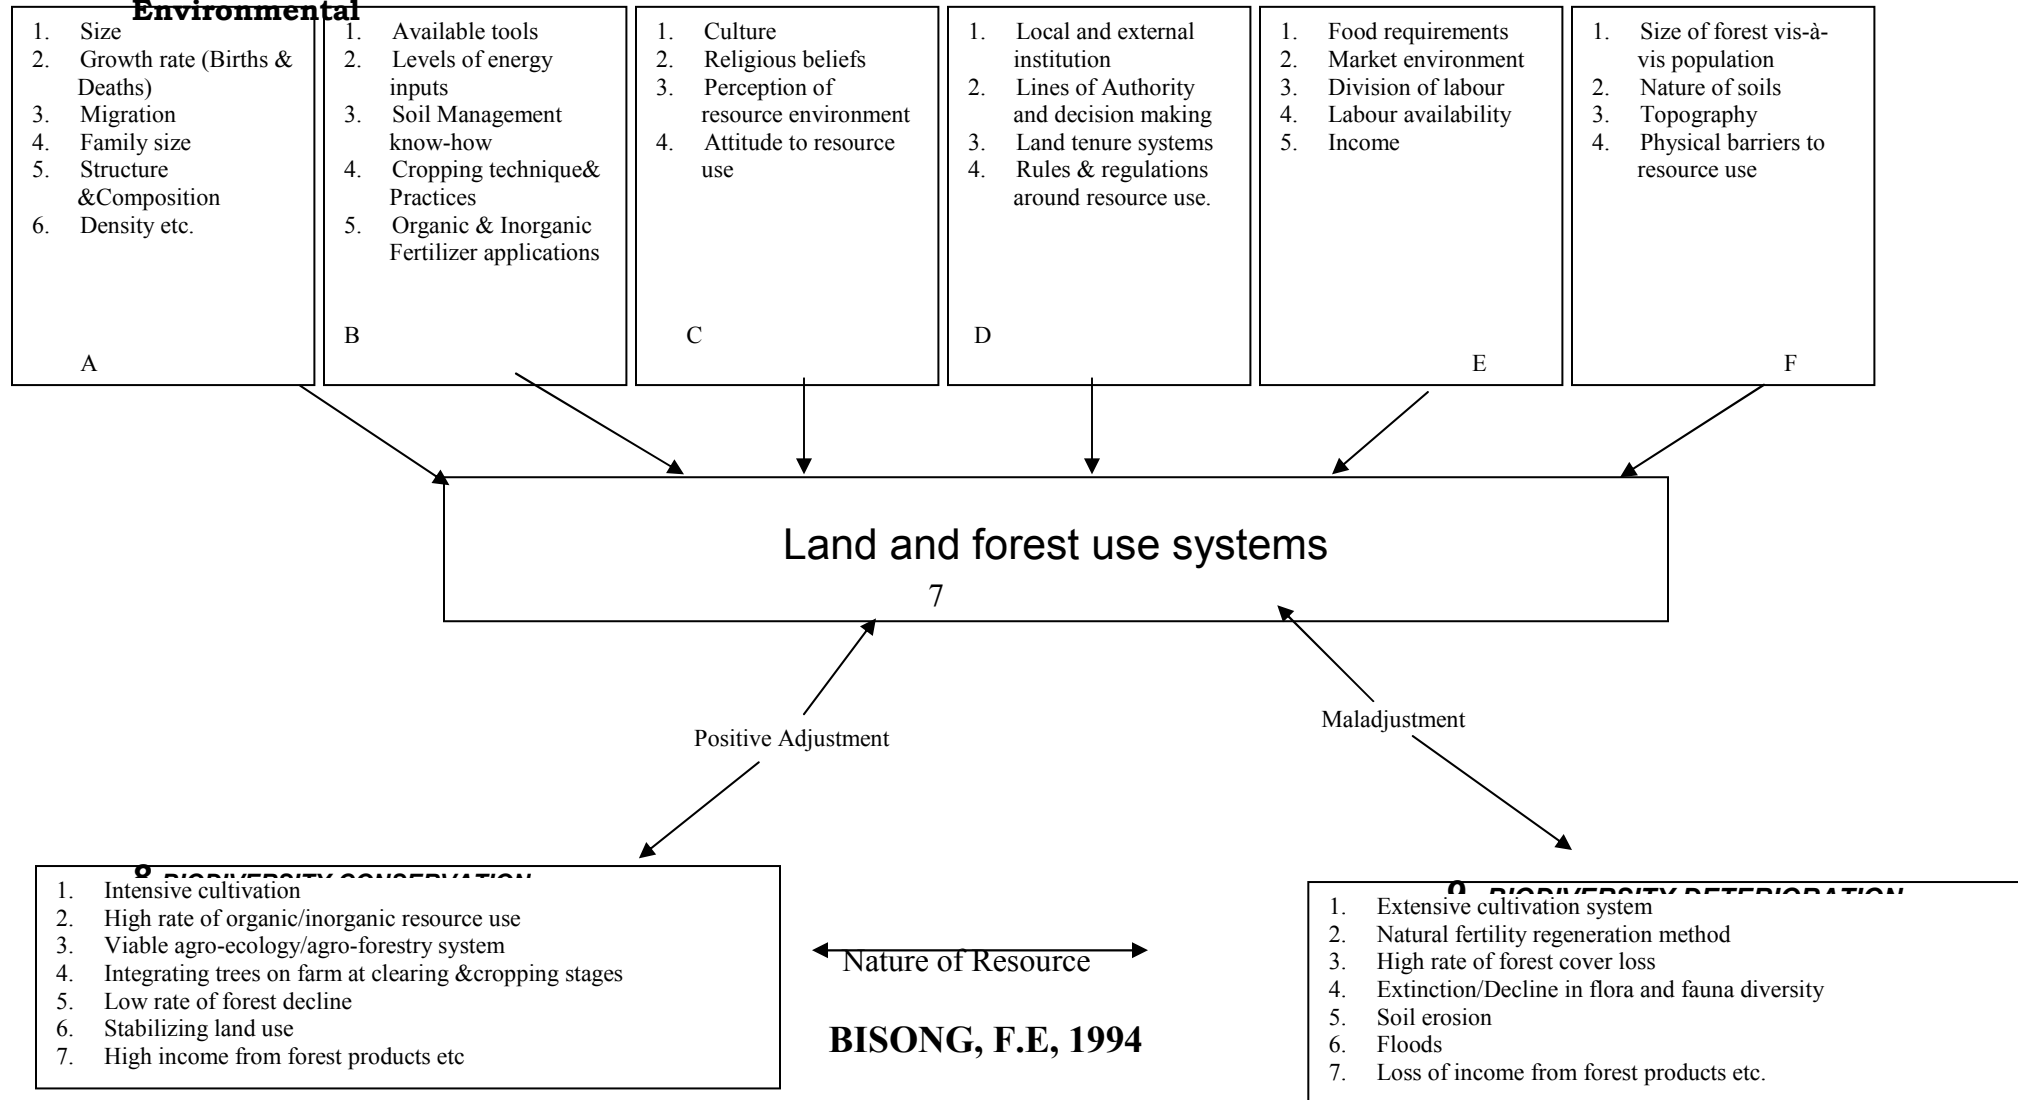 Environmental
1. Size
2. Growth rate (Births &
Deaths)
3. Migration
4. Family size
5. Structure
&Composition
6. Density etc.
A
1. Available tools
2. Levels of energy
inputs
3. Soil Management
know-how
4. Cropping technique&
Practices
5. Organic & Inorganic
Fertilizer applications
B
1. Culture
2. Religious beliefs
3. Perception of
resource environment
4. Attitude to resource
use
C
1. Local and external
institution
2. Lines of Authority
and decision making
3. Land tenure systems
4. Rules & regulations
around resource use.
D
1. Food requirements
2. Market environment
3. Division of labour
4. Labour availability
5. Income
E
1. Size of forest vis-à-
vis population
2. Nature of soils
3. Topography
4. Physical barriers to
resource use
F
Land and forest use systems
7
Positive Adjustment
Maladjustment
8 BIODIVERSITY CONSERVATION
1. Intensive cultivation
2. High rate of organic/inorganic resource use
3. Viable agro-ecology/agro-forestry system
4. Integrating trees on farm at clearing &cropping stages
5. Low rate of forest decline
6. Stabilizing land use
7. High income from forest products etc
Nature of Resource
BISONG, F.E, 1994
9 BIODIVERSITY DETERIORATION
1. Extensive cultivation system
2. Natural fertility regeneration method
3. High rate of forest cover loss
4. Extinction/Decline in flora and fauna diversity
5. Soil erosion
6. Floods
7. Loss of income from forest products etc.